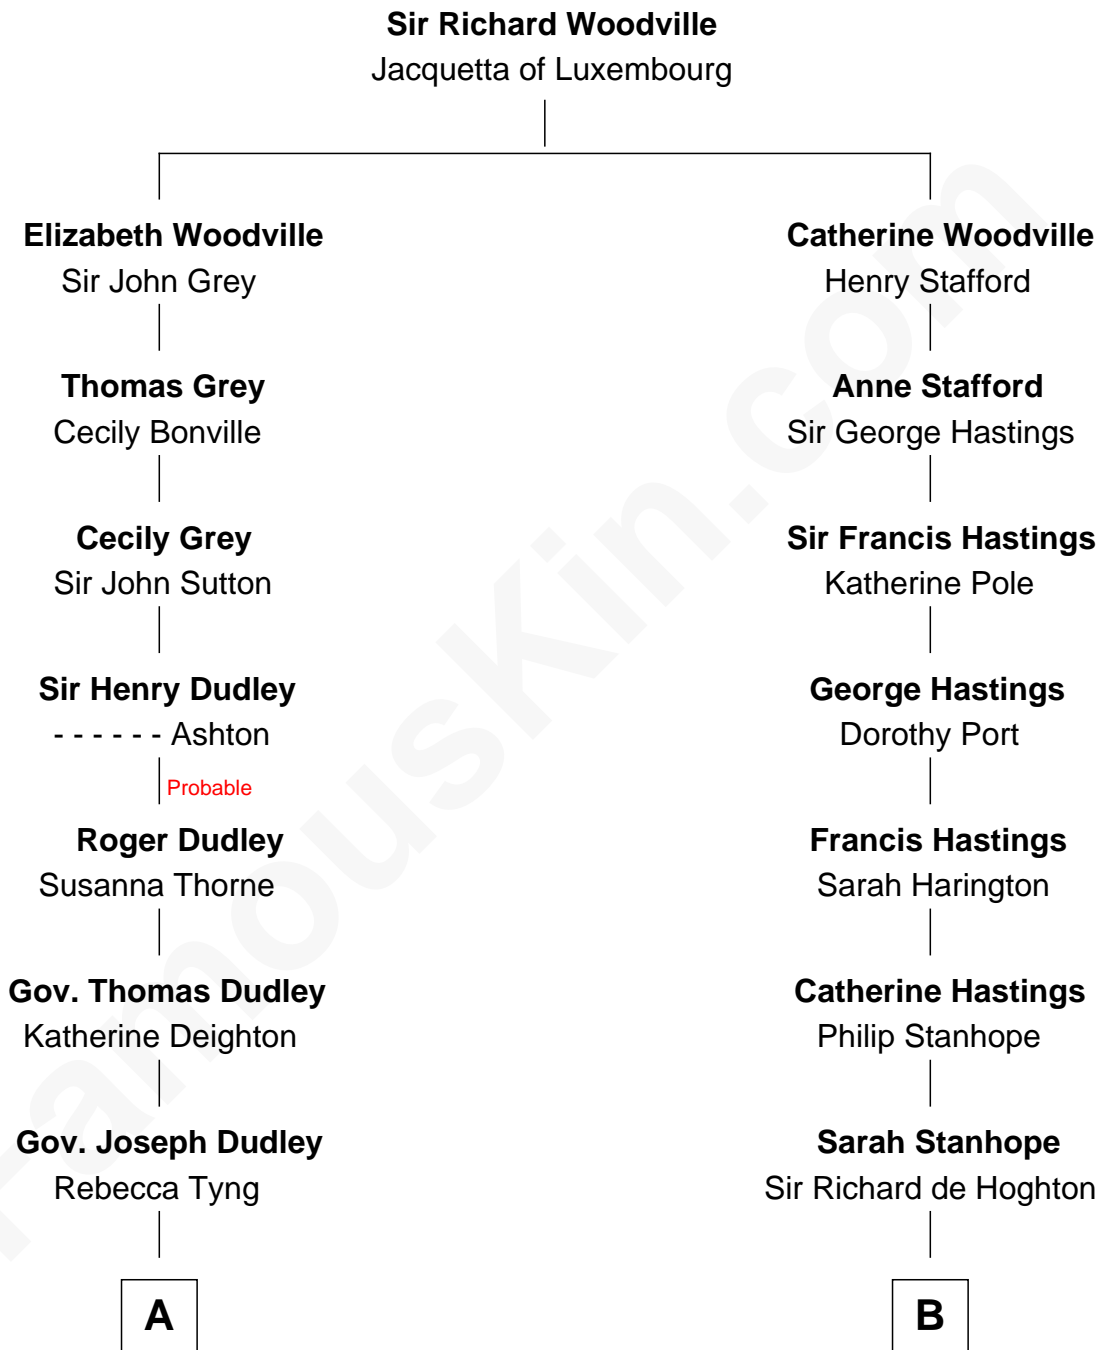 Sir Richard Woodville
Jacquetta of Luxembourg
Elizabeth Woodville
Sir John Grey
Thomas Grey
Cecily Bonville
Cecily Grey
Sir John Sutton
Sir Henry Dudley
- - - - - - Ashton
Probable
Roger Dudley
Susanna Thorne
Gov. Thomas Dudley
Katherine Deighton
Gov. Joseph Dudley
Rebecca Tyng
A
Catherine Woodville
Henry Stafford
Anne Stafford
Sir George Hastings
Sir Francis Hastings
Katherine Pole
George Hastings
Dorothy Port
Francis Hastings
Sarah Harington
Catherine Hastings
Philip Stanhope
Sarah Stanhope
Sir Richard de Hoghton
B
FamousKin.com